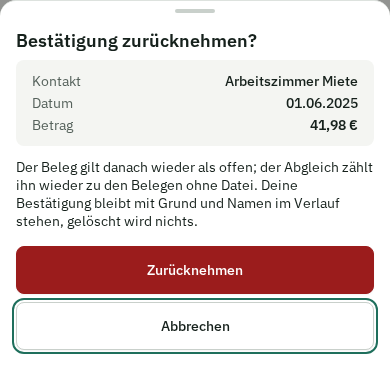 Bestätigung zurücknehmen?
Kontakt Arbeitszimmer Miete
Datum 01.06.2025
Betrag 41,98 €
Der Beleg gilt danach wieder als offen; der Abgleich zählt
ihn wieder zu den Belegen ohne Datei. Deine
Bestätigung bleibt mit Grund und Namen im Verlauf
stehen, gelöscht wird nichts.
Zurücknehmen
Abbrechen